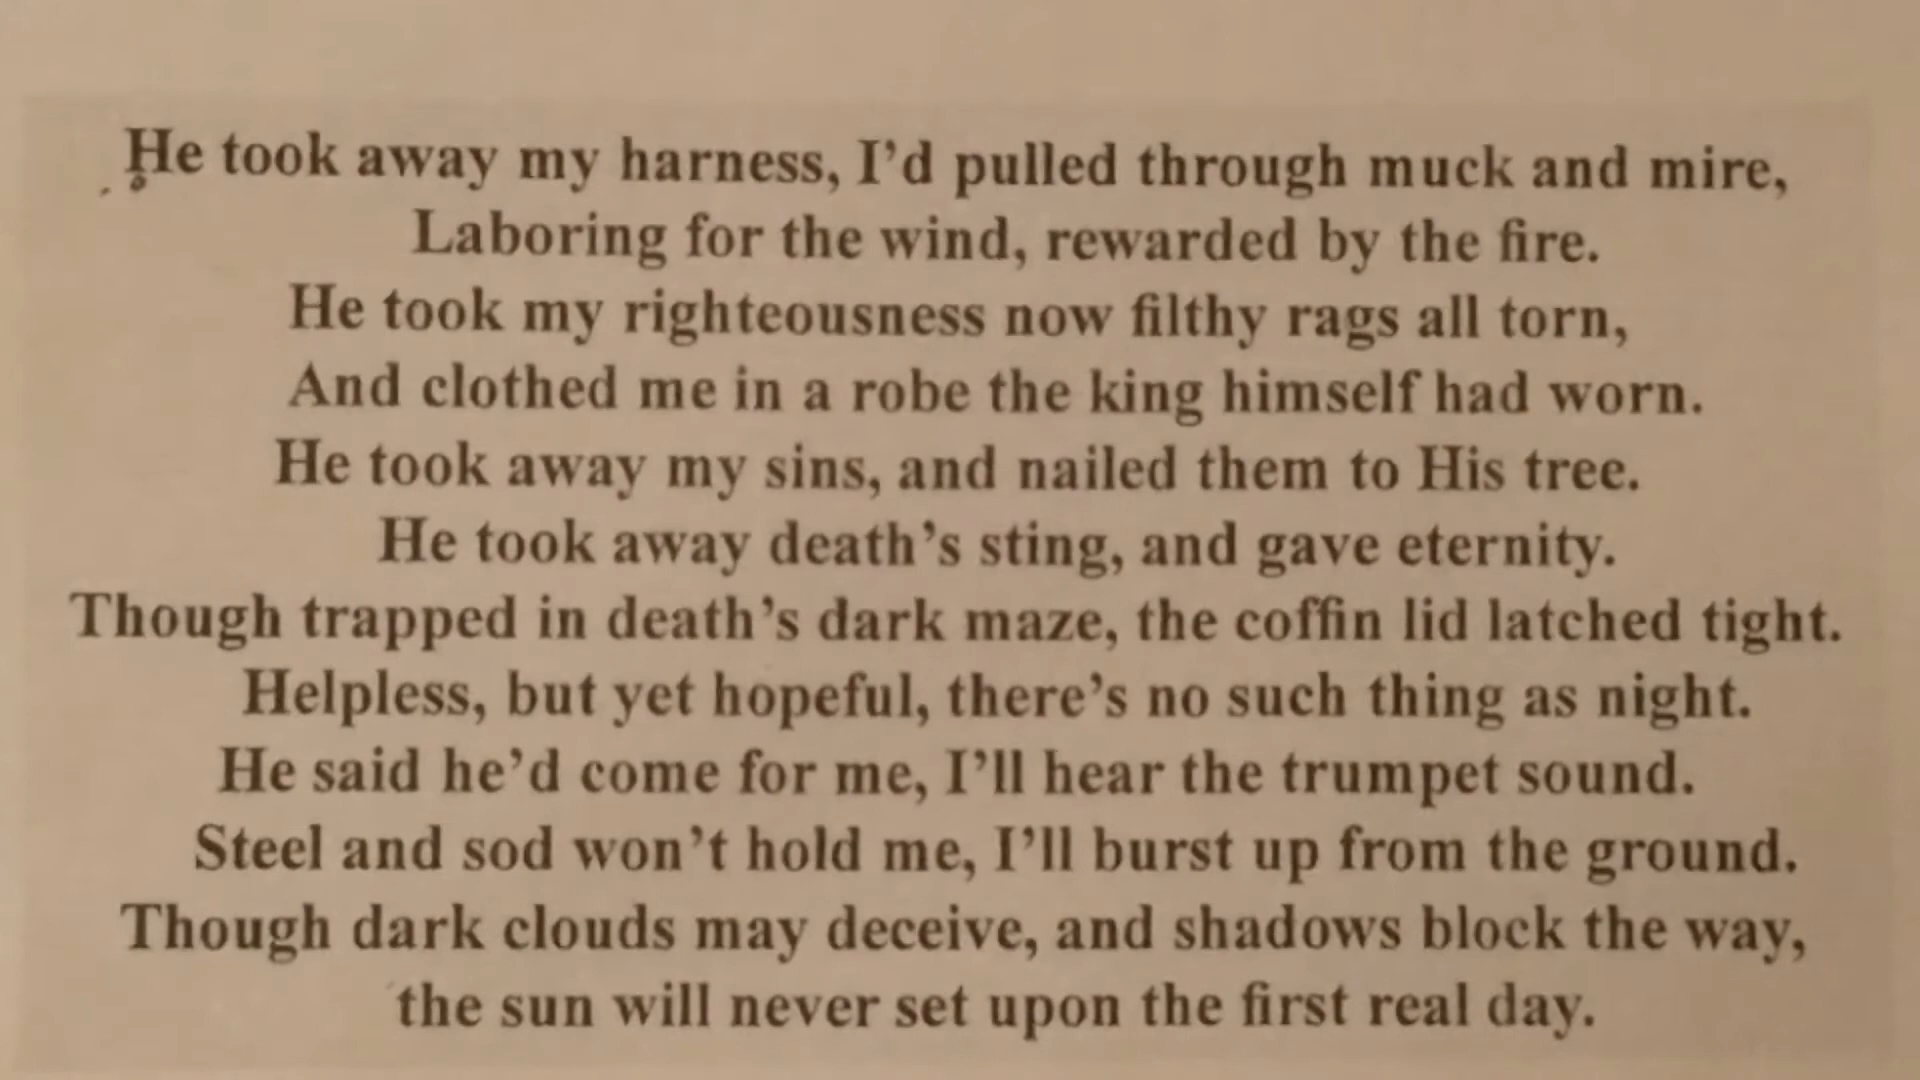 He took away my harness, I’d pulled through muck and mire,
Laboring for the wind, rewarded by the fire.
He took my righteousness now filthy rags all torn,
And clothed me in a robe the king himself had worn.
He took away my sins, and nailed them to His tree.
He took away death’s sting, and gave eternity.
Though trapped in death’s dark maze, the coffin lid latched tight.
Helpless, but yet hopeful, there’s no such thing as night.
He said he’d come for me, I’ll hear the trumpet sound.
Steel and sod won’t hold me, I’ll burst up from the ground.
Though dark clouds may deceive, and shadows block the way,
the sun will never set upon the first real day.